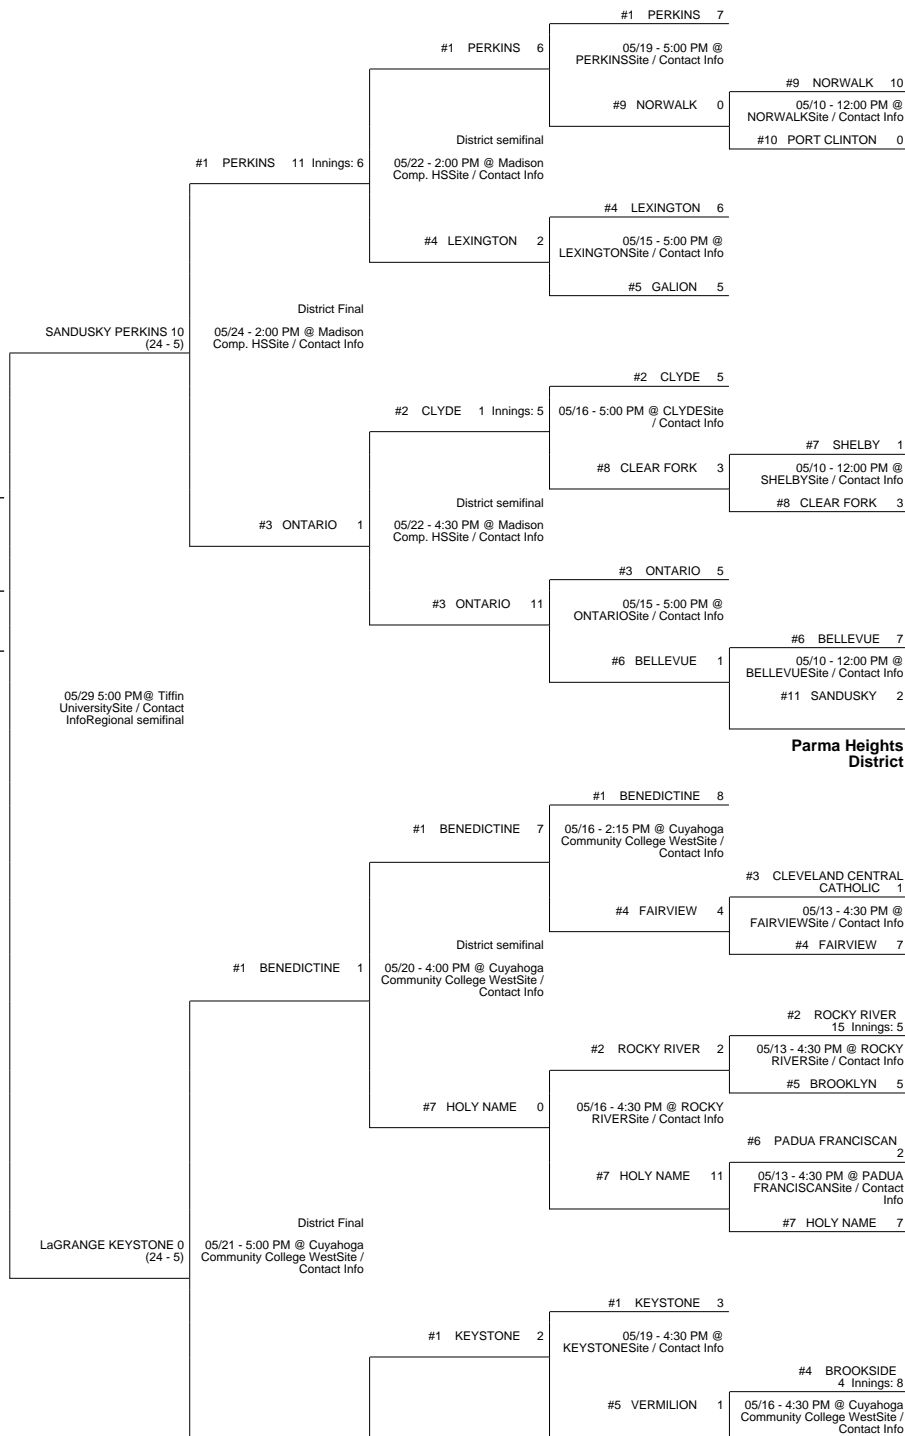 #1 PERKINS 7
#1 PERKINS 6
05/19 - 5:00 PM @
PERKINSSite / Contact Info
#9 NORWALK 10
#9 NORWALK 0
05/10 - 12:00 PM @
NORWALKSite / Contact Info
District semifinal
#10 PORT CLINTON 0
#1 PERKINS 11 Innings: 6
05/22 - 2:00 PM @ Madison
Comp. HSSite / Contact Info
#4 LEXINGTON 6
#4 LEXINGTON 2
05/15 - 5:00 PM @
LEXINGTONSite / Contact Info
#5 GALION 5
District Final
SANDUSKY PERKINS 10
(24 - 5)
05/24 - 2:00 PM @ Madison
Comp. HSSite / Contact Info
#2 CLYDE 5
#2 CLYDE 1 Innings: 5
05/16 - 5:00 PM @ CLYDESite
/ Contact Info
#7 SHELBY 1
#8 CLEAR FORK 3
05/10 - 12:00 PM @
SHELBYSite / Contact Info
District semifinal
#8 CLEAR FORK 3
#3 ONTARIO 1
05/22 - 4:30 PM @ Madison
Comp. HSSite / Contact Info
#3 ONTARIO 5
#3 ONTARIO 11
05/15 - 5:00 PM @
ONTARIOSite / Contact Info
#6 BELLEVUE 7
#6 BELLEVUE 1
05/10 - 12:00 PM @
BELLEVUESite / Contact Info
05/29 5:00 PM@ Tiffin
UniversitySite / Contact
InfoRegional semifinal
#11 SANDUSKY 2
Parma Heights
District
#1 BENEDICTINE 8
#1 BENEDICTINE 7
05/16 - 2:15 PM @ Cuyahoga
Community College WestSite /
Contact Info
#3 CLEVELAND CENTRAL
CATHOLIC 1
#4 FAIRVIEW 4
05/13 - 4:30 PM @
FAIRVIEWSite / Contact Info
District semifinal
#4 FAIRVIEW 7
#1 BENEDICTINE 1
05/20 - 4:00 PM @ Cuyahoga
Community College WestSite /
Contact Info
#2 ROCKY RIVER
15 Innings: 5
#2 ROCKY RIVER 2
05/13 - 4:30 PM @ ROCKY
RIVERSite / Contact Info
#5 BROOKLYN 5
#7 HOLY NAME 0
05/16 - 4:30 PM @ ROCKY
RIVERSite / Contact Info
#6 PADUA FRANCISCAN
2
#7 HOLY NAME 11
05/13 - 4:30 PM @ PADUA
FRANCISCANSite / Contact
Info
District Final
#7 HOLY NAME 7
LaGRANGE KEYSTONE 0
(24 - 5)
05/21 - 5:00 PM @ Cuyahoga
Community College WestSite /
Contact Info
#1 KEYSTONE 3
#1 KEYSTONE 2
05/19 - 4:30 PM @
KEYSTONESite / Contact Info
#4 BROOKSIDE
4 Innings: 8
#5 VERMILION 1
05/16 - 4:30 PM @ Cuyahoga
Community College WestSite /
Contact Info